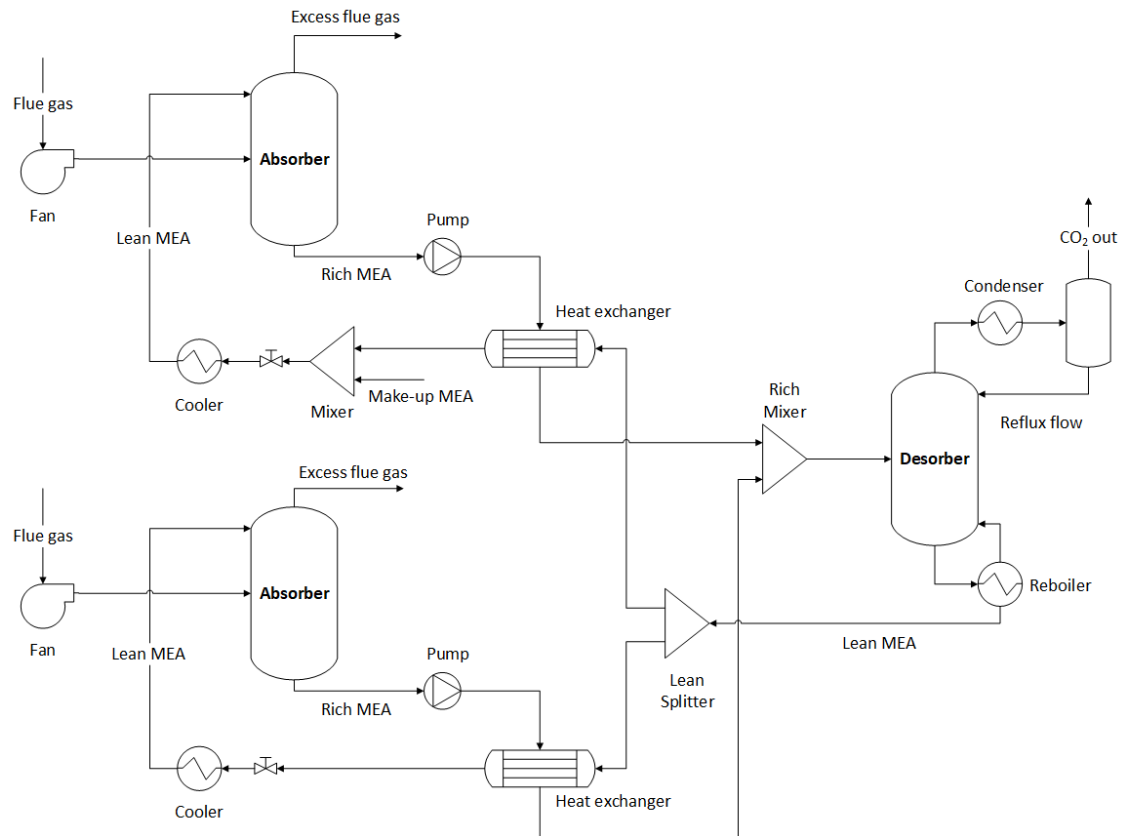 Excess flue gas
Flue gas
Absorber
Fan
Lean MEA
Pump
Rich MEA
CO₂ out
Condenser
Heat exchanger
Cooler
Mixer
Make-up MEA
Rich
Mixer
Reflux flow
Desorber
Excess flue gas
Flue gas
Absorber
Reboiler
Fan
Lean MEA
Pump
Lean MEA
Rich MEA
Lean
Splitter
Cooler
Heat exchanger